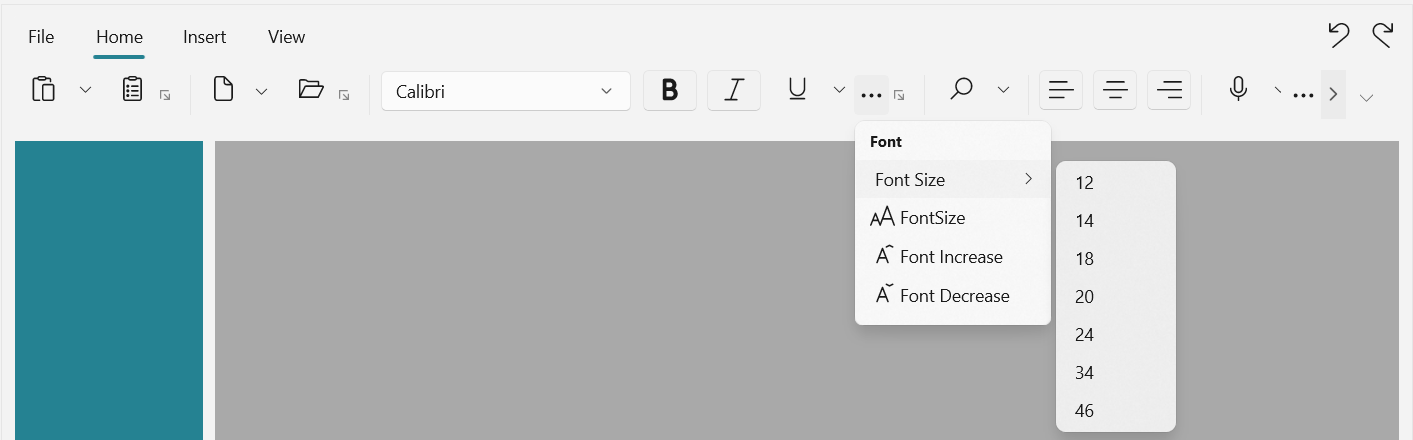 File Home Insert View
Calibri B I U
Font
Font Size
FontSize
Font Increase
Font Decrease
12
14
18
20
24
34
46